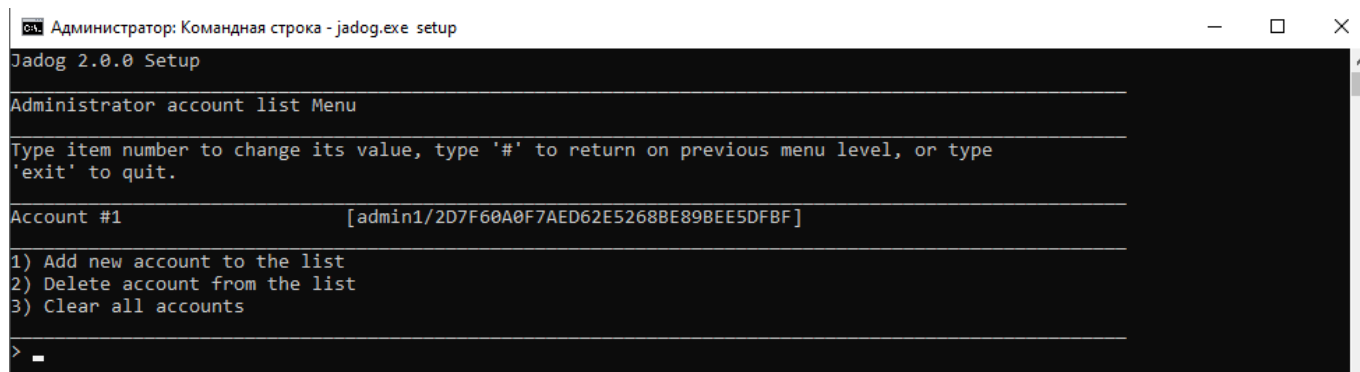 Администратор: Командная строка - jadog.exe setup
Jadog 2.0.0 Setup
Administrator account list Menu
Type item number to change its value, type '#' to return on previous menu level, or type
'exit' to quit.
Account #1 [admin1/2D7F60A0F7AED62E5268BE89BEE5DFBF]
1) Add new account to the list
2) Delete account from the list
3) Clear all accounts
>